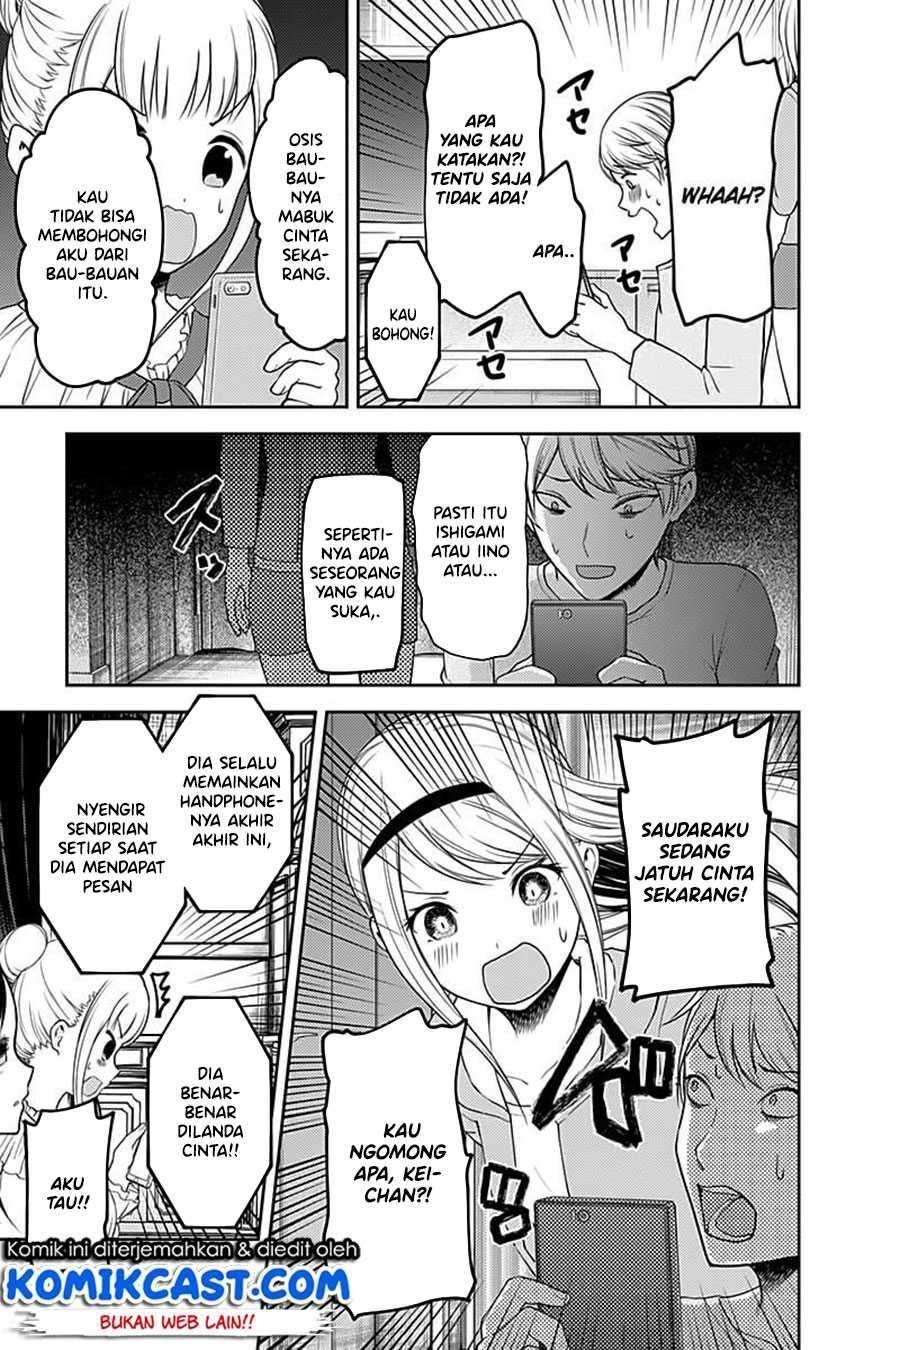 WHAAH?
APA
YANG KAU
KATAKAN?!
TENTU SAJA
TIDAK ADA!
APA..
アセ
アセ
アセ
KAU
BOHONG!
OSIS
BAU-
BAU-
NYA
MABUK
CINTA
SEKA-
RANG.
KAU
TIDAK BISA
MEMBOHONGI
AKU DARI
BAU-BAUAN
ITU.
PASTI ITU
ISHIGAMI
ATAU IINO
ATAU...
SEPERTI-
NYA ADA
SESEORANG
YANG KAU
SUKA,.
SAUDARAKU
SEDANG
JATUH CINTA
SEKARANG!
KAU
NGOMONG
APA, KEI-
CHAN?!
DIA SELALU
MEMAINKAN
HANDPHONE-
NYA AKHIR
AKHIR INI,
NYENGIR
SENDIRIAN
SETIAP SAAT
DIA MENDAPAT
PESAN
DIA
BENAR-
BENAR
DILANDA
CINTA!!
AKU
TAU!!
Komik ini diterjemahkan & diedit oleh
KOMIKCAST.COM
BUKAN WEB LAIN!!